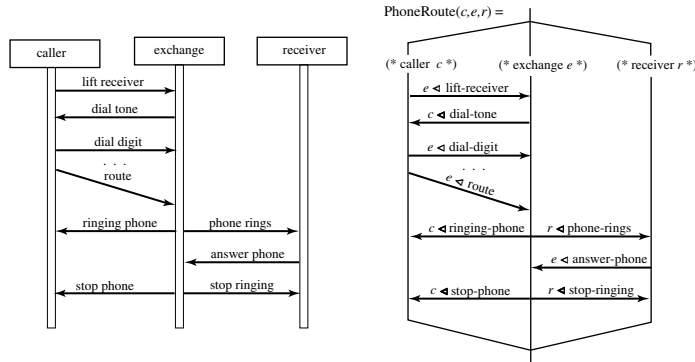 PhoneRoute(c,e,r) =
caller
exchange
receiver
lift receiver
dial tone
dial digit
. . .
route
ringing phone
phone rings
answer phone
stop phone
stop ringing
(* caller c *)
(* exchange e *)
(* receiver r *)
e ⊲ lift-receiver
c ⊲ dial-tone
e ⊲ dial-digit
. . .
e ⊲ route
c ⊲ ringing-phone
r ⊲ phone-rings
e ⊲ answer-phone
c ⊲ stop-phone
r ⊲ stop-ringing